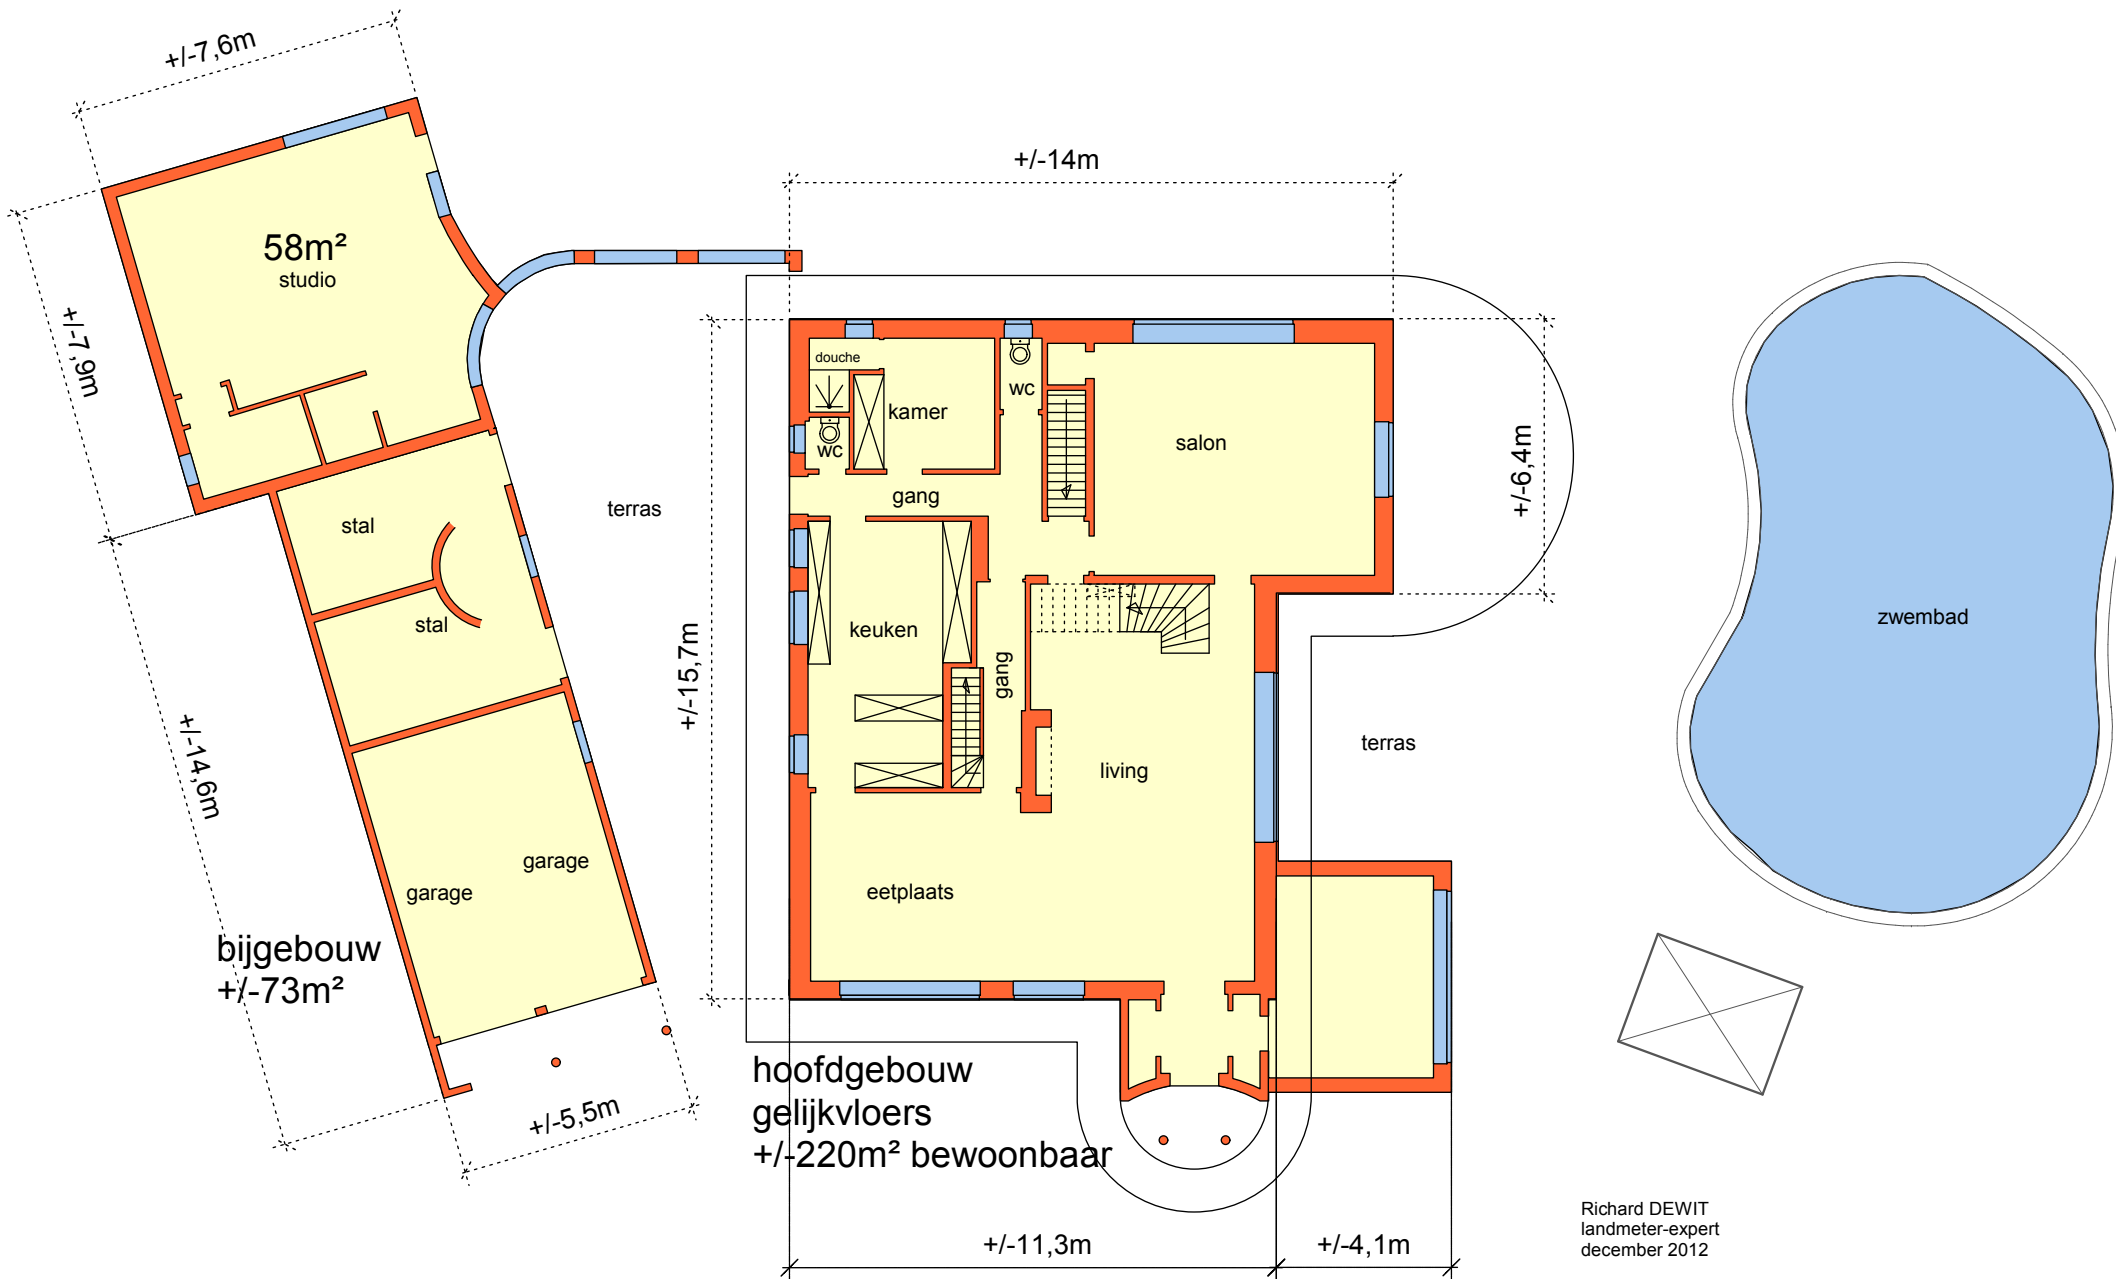 +/-7,6m
+/-14m
58m²
studio
+/-7,9m
douche
wc
kamer
wc
salon
gang
+/-6,4m
terras
stal
stal
keuken
gang
+/-15,7m
zwembad
terras
living
+/-14,6m
garage
garage
eetplaats
bijgebouw
+/-73m²
hoofdgebouw
gelijkvloers
+/-220m² bewoonbaar
+/-5,5m
+/-11,3m
+/-4,1m
Richard DEWIT
landmeter-expert
december 2012